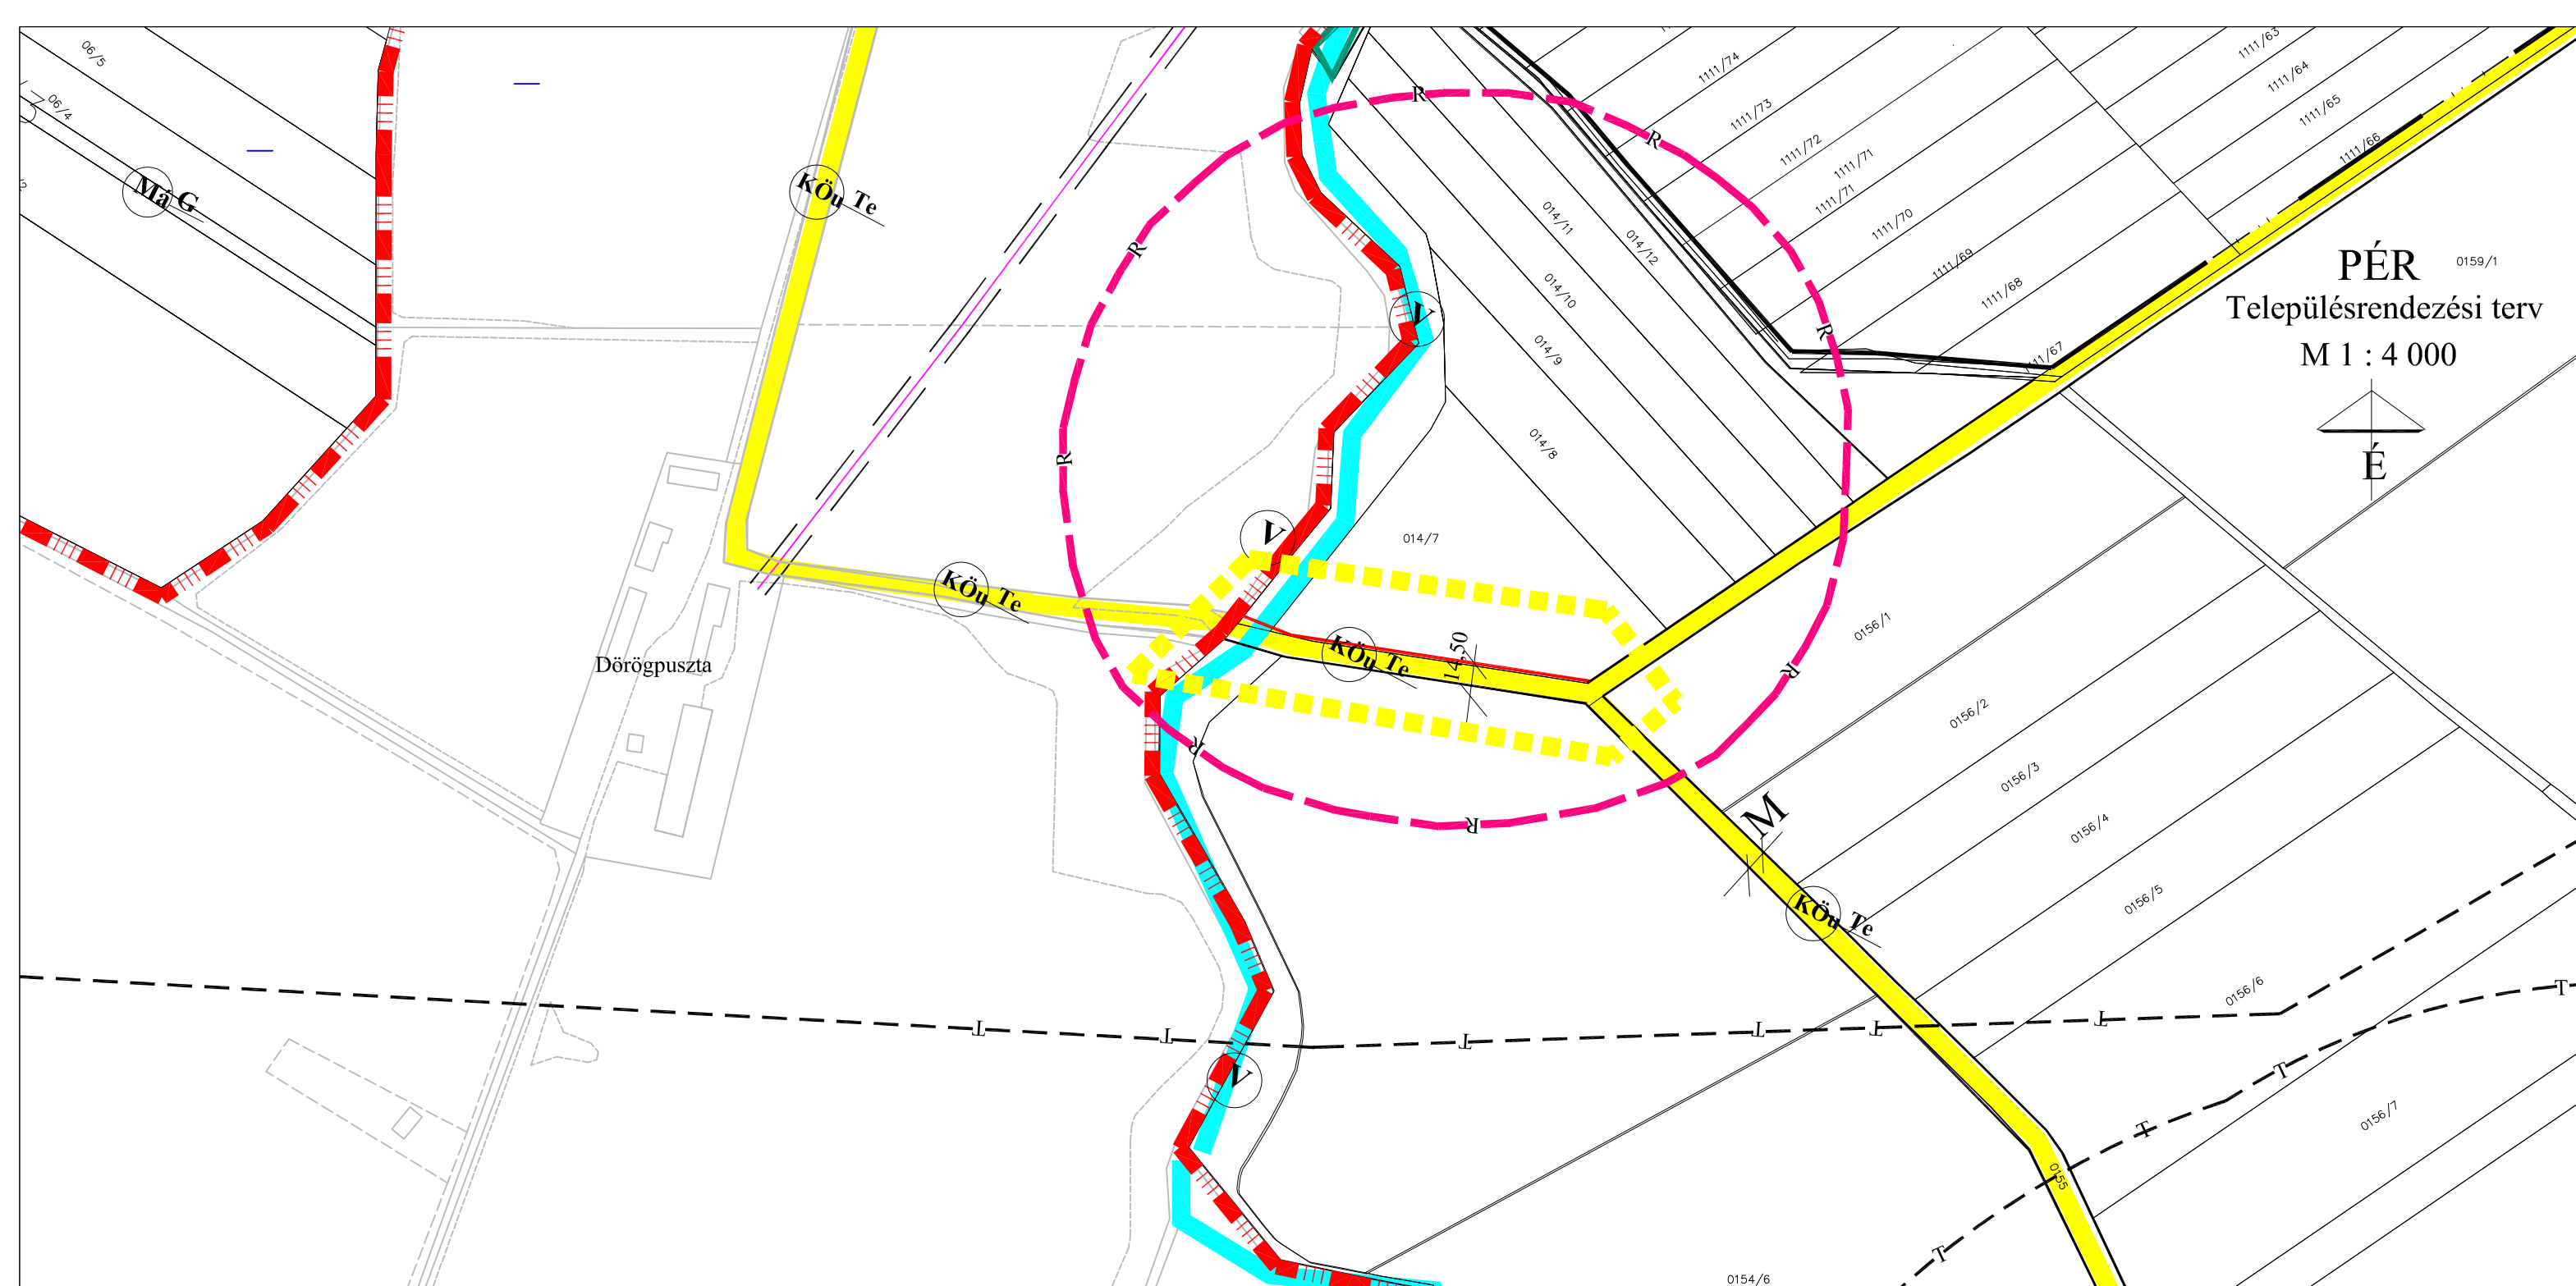 06/5
06/4
Má G
KÖu Te
R
R
R
R
R
R
R
R
1111/74
1111/73
1111/72
1111/71
1111/71
1111/70
1111/69
1111/68
1111/63
1111/64
1111/65
1111/66
014/11
014/12
014/10
014/9
014/8
014/7
PÉR
0159/1
Településrendezési terv
M 1 : 4 000
É
V
V
KÖu Te
KÖu Te
14,50
Dörögpuszta
0156/1
0156/2
0156/3
0156/4
0156/5
0156/6
0156/7
M
KÖu Te
T
T
T
T
T
T
T
T
T
T
V
0155
0154/6